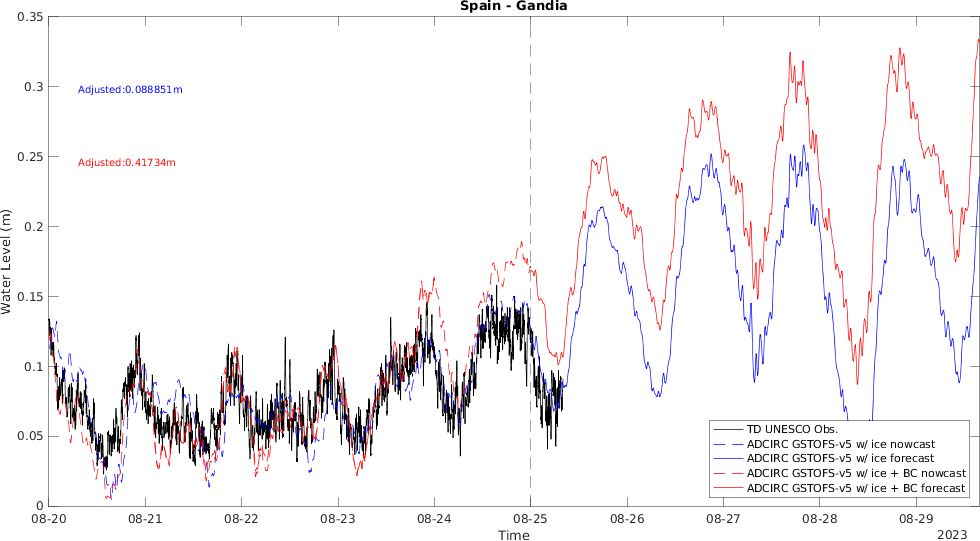 Spain - Gandia
0.35
0.3
0.25
0.2
0.15
0.1
0.05
0
Water Level (m)
Adjusted:0.088851m
Adjusted:0.41734m
TD UNESCO Obs.
ADCIRC GSTOFS-v5 w/ ice nowcast
ADCIRC GSTOFS-v5 w/ ice forecast
ADCIRC GSTOFS-v5 w/ ice + BC nowcast
ADCIRC GSTOFS-v5 w/ ice + BC forecast
08-20 08-21 08-22 08-23 08-24 08-25 08-26 08-27 08-28 08-29
Time
2023